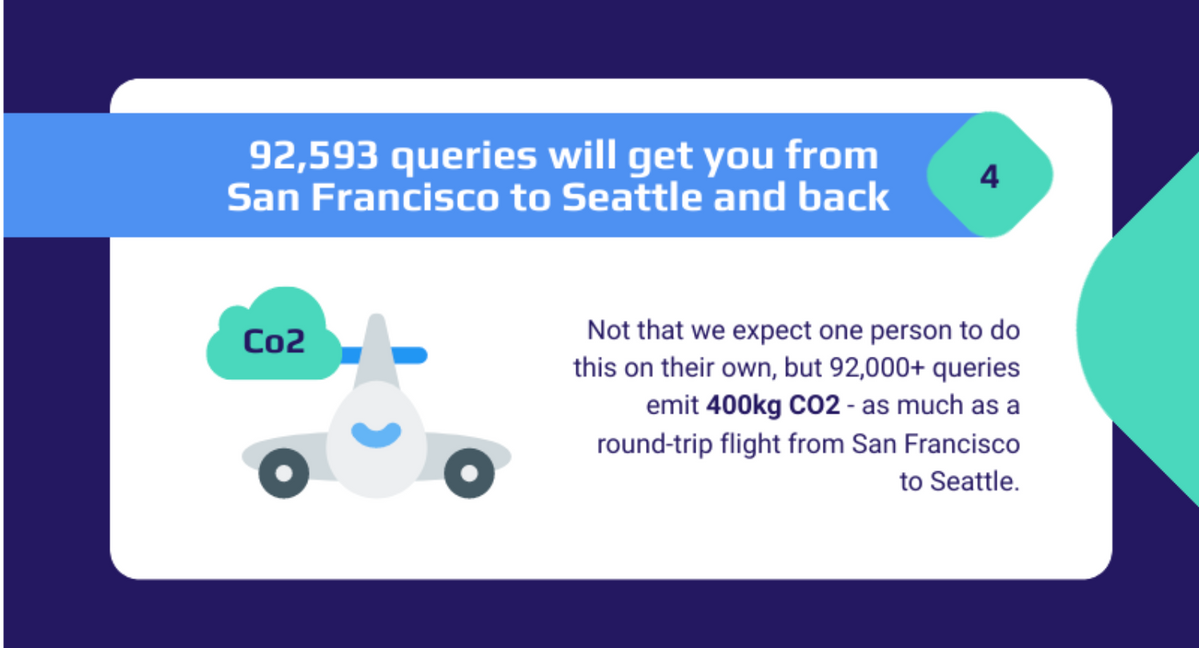 92,593 queries will get you from
San Francisco to Seattle and back
4
Co2
Not that we expect one person to do
this on their own, but 92,000+ queries
emit 400kg CO2 - as much as a
round-trip flight from San Francisco
to Seattle.